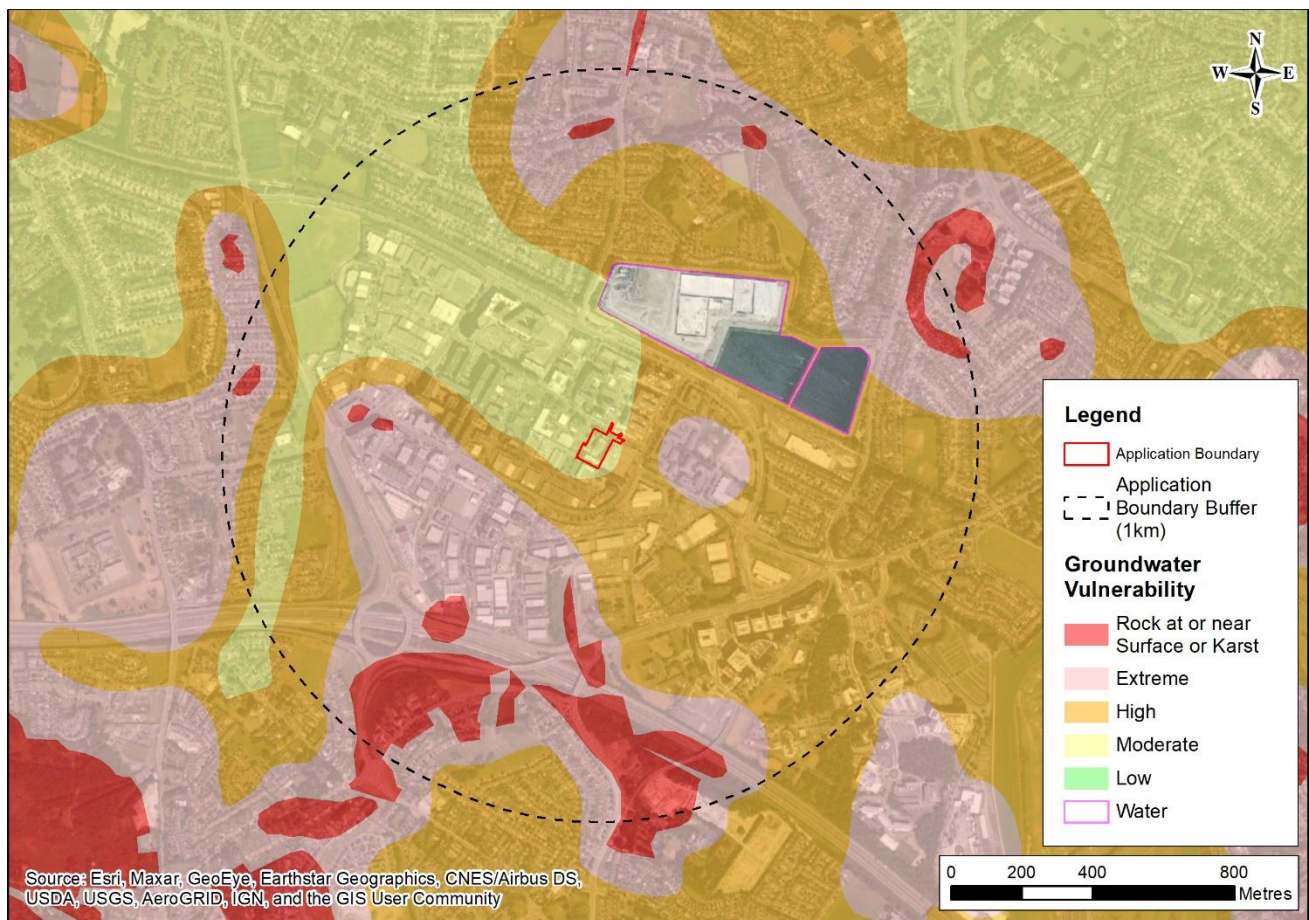 N
W E
S
Legend
Application Boundary
Application
Boundary Buffer
(1km)
Groundwater
Vulnerability
Rock at or near
Surface or Karst
Extreme
High
Moderate
Low
Water
Source: Esri, Maxar, GeoEye, Earthstar Geographics, CNES/Airbus DS,
USDA, USGS, AeroGRID, IGN, and the GIS User Community
0 200 400 800
Metres